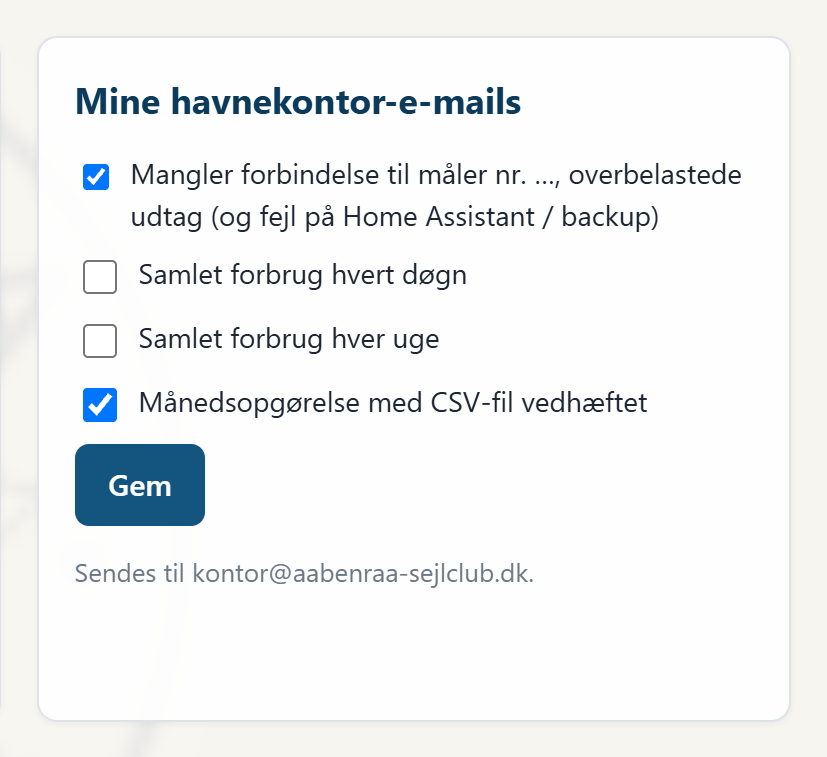 Mine havnekontor-e-mails
Mangler forbindelse til måler nr. ..., overbelastede
udtag (og fejl på Home Assistant / backup)
Samlet forbrug hvert døgn
Samlet forbrug hver uge
Månedsopgørelse med CSV-fil vedhæftet
Gem
Sendes til kontor@aabenraa-sejlclub.dk.